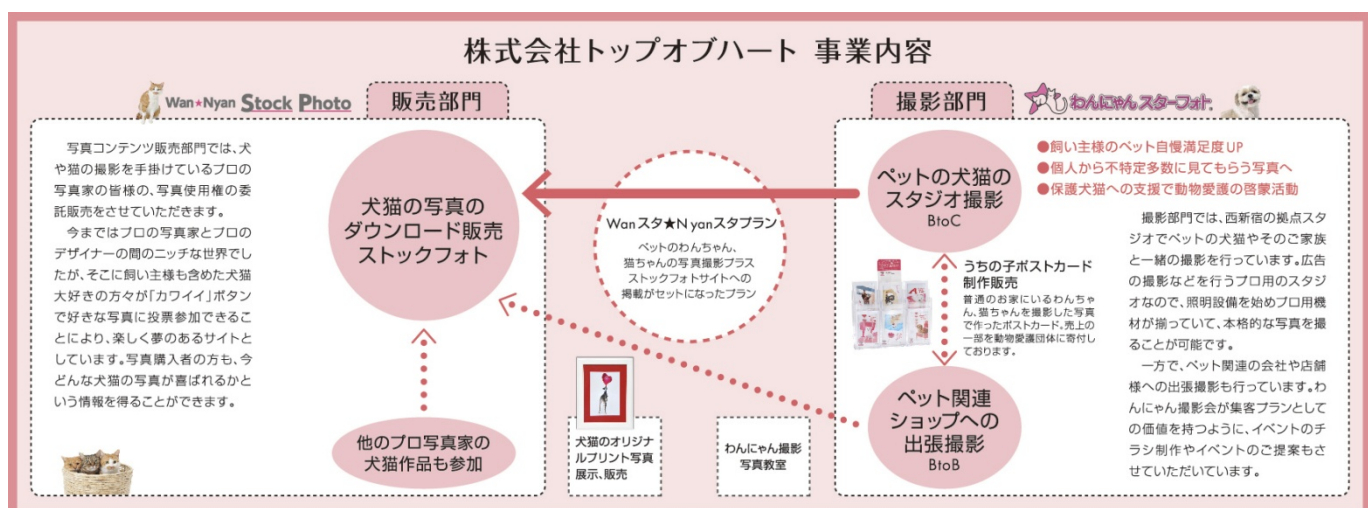 株式会社トップオブハート 事業内容
Wan★Nyan Stock Photo
販売部門
写真コンテンツ販売部門では、犬
や猫の撮影を手掛けているプロの
写真家の皆様の、写真使用権の委
託販売をさせていただきます。
今まではプロの写真家とプロの
デザイナーの間のニッチな世界でし
たが、そこに飼い主様も含めた犬猫
大好きの方々が「カワイイ」ボタン
で好きな写真に投票参加できるこ
とにより、楽しく夢のあるサイトと
しています。写真購入者の方も、今
どんな犬猫の写真が喜ばれるかと
いう情報を得ることができます。
犬猫の写真の
ダウンロード販売
ストックフォト
他のプロ写真家の
犬猫作品も参加
Wanスタ★Nyanスタプラン
ペットのわんちゃん、
猫ちゃんの写真撮影プラス
ストックフォトサイトへの
掲載がセットになったプラン
犬猫のオリジナ
ルプリント写真
展示、販売
わんにゃん撮影
写真教室
撮影部門
わんにゃんスターフォト
ペットの犬猫の
スタジオ撮影
BtoC
●飼い主様のペット自慢満足度UP
●個人から不特定多数に見てもらう写真へ
●保護犬猫への支援で動物愛護の啓蒙活動
うちの子ポストカード
制作販売
普通のお家にいるわんちゃ
ん、猫ちゃんを撮影した写真
で作ったポストカード。売上の
一部を動物愛護団体に寄付し
ております。
ペット関連
ショップへの
出張撮影
BtoB
撮影部門では、西新宿の拠点スタ
ジオでペットの犬猫やそのご家族
と一緒の撮影を行っています。広告
の撮影などを行うプロ用のスタジ
オなので、照明設備を始めプロ用機
材が揃っていて、本格的な写真を撮
ることが可能です。
一方で、ペット関連の会社や店舗
様への出張撮影も行っています。わ
んにゃん撮影会が集客プランとして
の価値を持つように、イベントのチ
ラシ制作やイベントのご提案もさ
せていただいています。